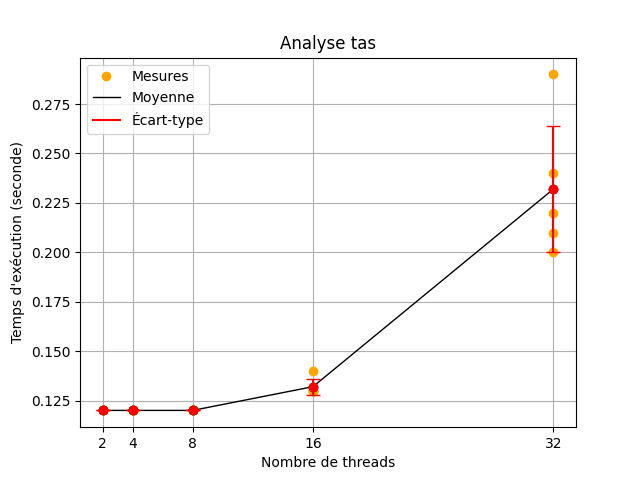 Analyse tas
Mesures
Moyenne
Écart-type
Temps d'exécution (seconde)
0.275
0.250
0.225
0.200
0.175
0.150
0.125
2 4 8 16 32
Nombre de threads